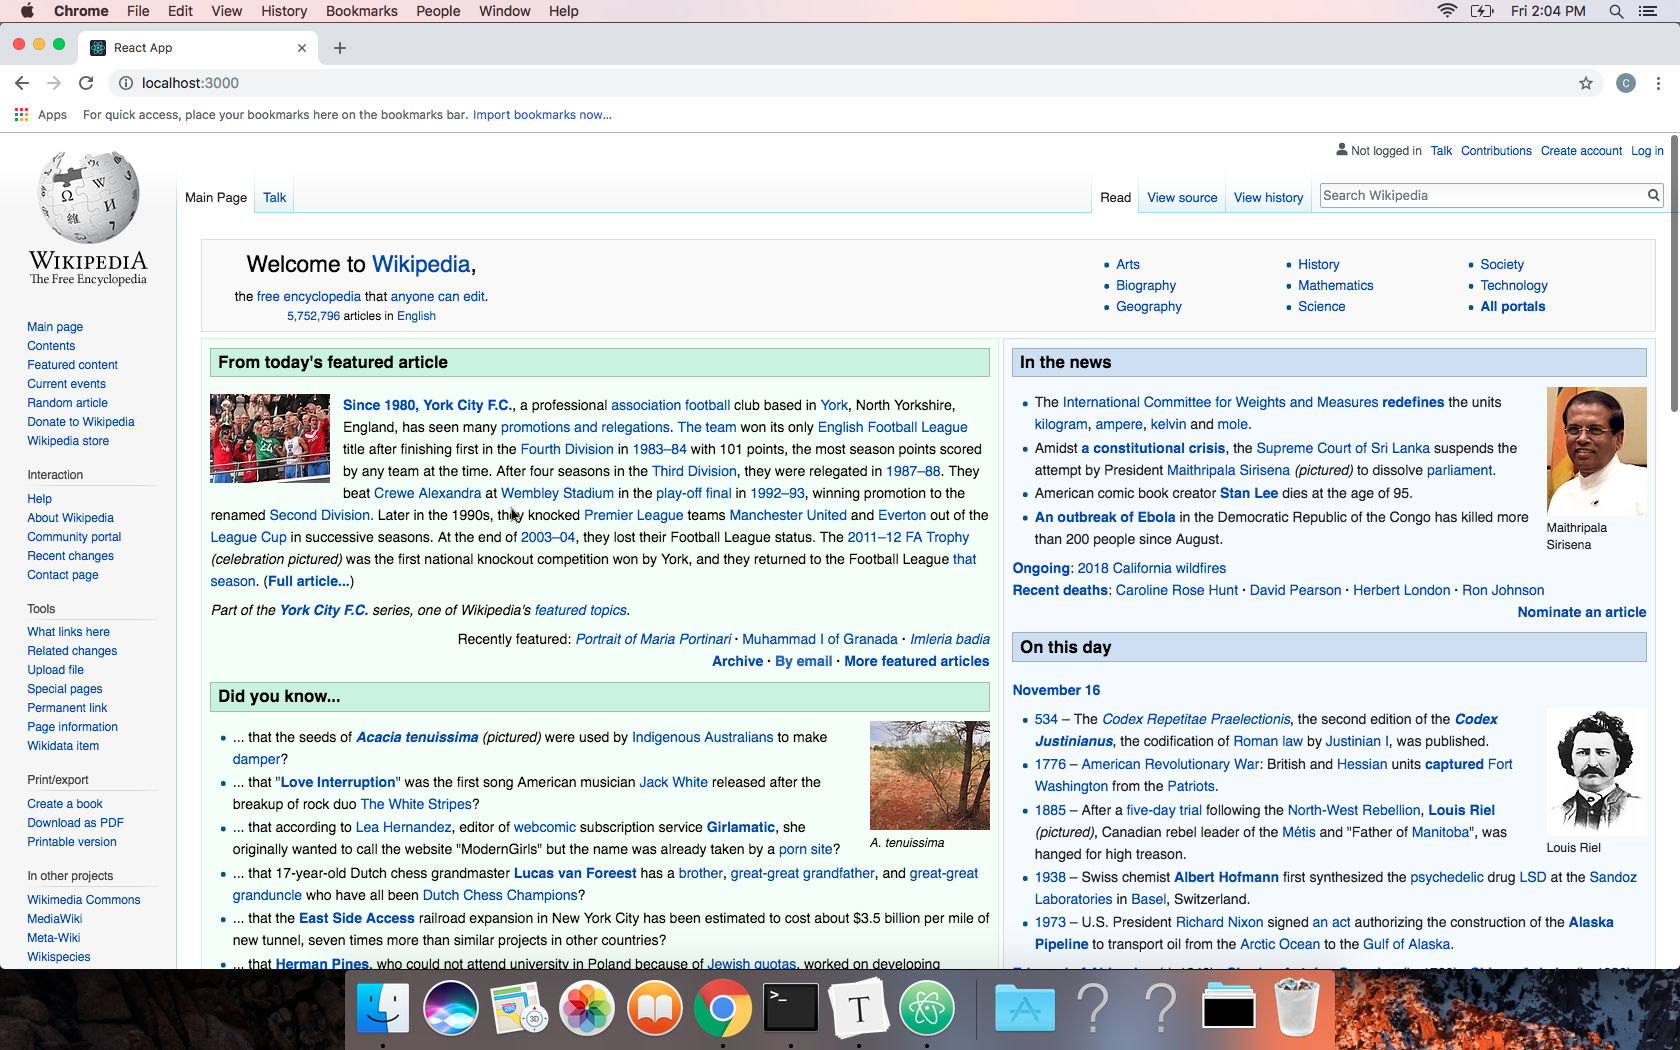 Chrome File Edit View History Bookmarks People Window Help Fri 2:04 PM
React App
localhost:3000 C
Apps For quick access, place your bookmarks here on the bookmarks bar. Import bookmarks now...
Not logged in Talk Contributions Create account Log in
Main Page Talk Read View source View history Search Wikipedia
WIKIPEDIA
The Free Encyclopedia
Main page
Contents
Featured content
Current events
Random article
Donate to Wikipedia
Wikipedia store
Interaction
Help
About Wikipedia
Community portal
Recent changes
Contact page
Tools
What links here
Related changes
Upload file
Special pages
Permanent link
Page information
Wikidata item
Print/export
Create a book
Download as PDF
Printable version
In other projects
Wikimedia Commons
MediaWiki
Meta-Wiki
Wikispecies
Welcome to Wikipedia,
the free encyclopedia that anyone can edit.
5,752,796 articles in English
Arts
Biography
Geography
History
Mathematics
Science
Society
Technology
All portals
From today's featured article
Since 1980, York City F.C., a professional association football club based in York, North Yorkshire,
England, has seen many promotions and relegations. The team won its only English Football League
title after finishing first in the Fourth Division in 1983–84 with 101 points, the most season points scored
by any team at the time. After four seasons in the Third Division, they were relegated in 1987–88. They
beat Crewe Alexandra at Wembley Stadium in the play-off final in 1992–93, winning promotion to the
renamed Second Division. Later in the 1990s, they knocked Premier League teams Manchester United and Everton out of the
League Cup in successive seasons. At the end of 2003–04, they lost their Football League status. The 2011–12 FA Trophy
(celebration pictured) was the first national knockout competition won by York, and they returned to the Football League that
season. (Full article...)
Part of the York City F.C. series, one of Wikipedia's featured topics.
Recently featured: Portrait of Maria Portinari · Muhammad I of Granada · Imleria badia
Archive · By email · More featured articles
Did you know...
... that the seeds of Acacia tenuissima (pictured) were used by Indigenous Australians to make
damper?
... that "Love Interruption" was the first song American musician Jack White released after the
breakup of rock duo The White Stripes?
... that according to Lea Hernandez, editor of webcomic subscription service Girlamatic, she
originally wanted to call the website "ModernGirls" but the name was already taken by a porn site?
A. tenuissima
... that 17-year-old Dutch chess grandmaster Lucas van Foreest has a brother, great-great grandfather, and great-great
granduncle who have all been Dutch Chess Champions?
... that the East Side Access railroad expansion in New York City has been estimated to cost about $3.5 billion per mile of
new tunnel, seven times more than similar projects in other countries?
... that Herman Pines, who could not attend university in Poland because of Jewish quotas, worked on developing
In the news
The International Committee for Weights and Measures redefines the units
kilogram, ampere, kelvin and mole.
Amidst a constitutional crisis, the Supreme Court of Sri Lanka suspends the
attempt by President Maithripala Sirisena (pictured) to dissolve parliament.
American comic book creator Stan Lee dies at the age of 95.
An outbreak of Ebola in the Democratic Republic of the Congo has killed more
than 200 people since August.
Maithripala
Sirisena
Ongoing: 2018 California wildfires
Recent deaths: Caroline Rose Hunt · David Pearson · Herbert London · Ron Johnson
Nominate an article
On this day
November 16
534 – The Codex Repetitae Praelectionis, the second edition of the Codex
Justinianus, the codification of Roman law by Justinian I, was published.
1776 – American Revolutionary War: British and Hessian units captured Fort
Washington from the Patriots.
1885 – After a five-day trial following the North-West Rebellion, Louis Riel
(pictured), Canadian rebel leader of the Métis and "Father of Manitoba", was
hanged for high treason.
Louis Riel
1938 – Swiss chemist Albert Hofmann first synthesized the psychedelic drug LSD at the Sandoz
Laboratories in Basel, Switzerland.
1973 – U.S. President Richard Nixon signed an act authorizing the construction of the Alaska
Pipeline to transport oil from the Arctic Ocean to the Gulf of Alaska.